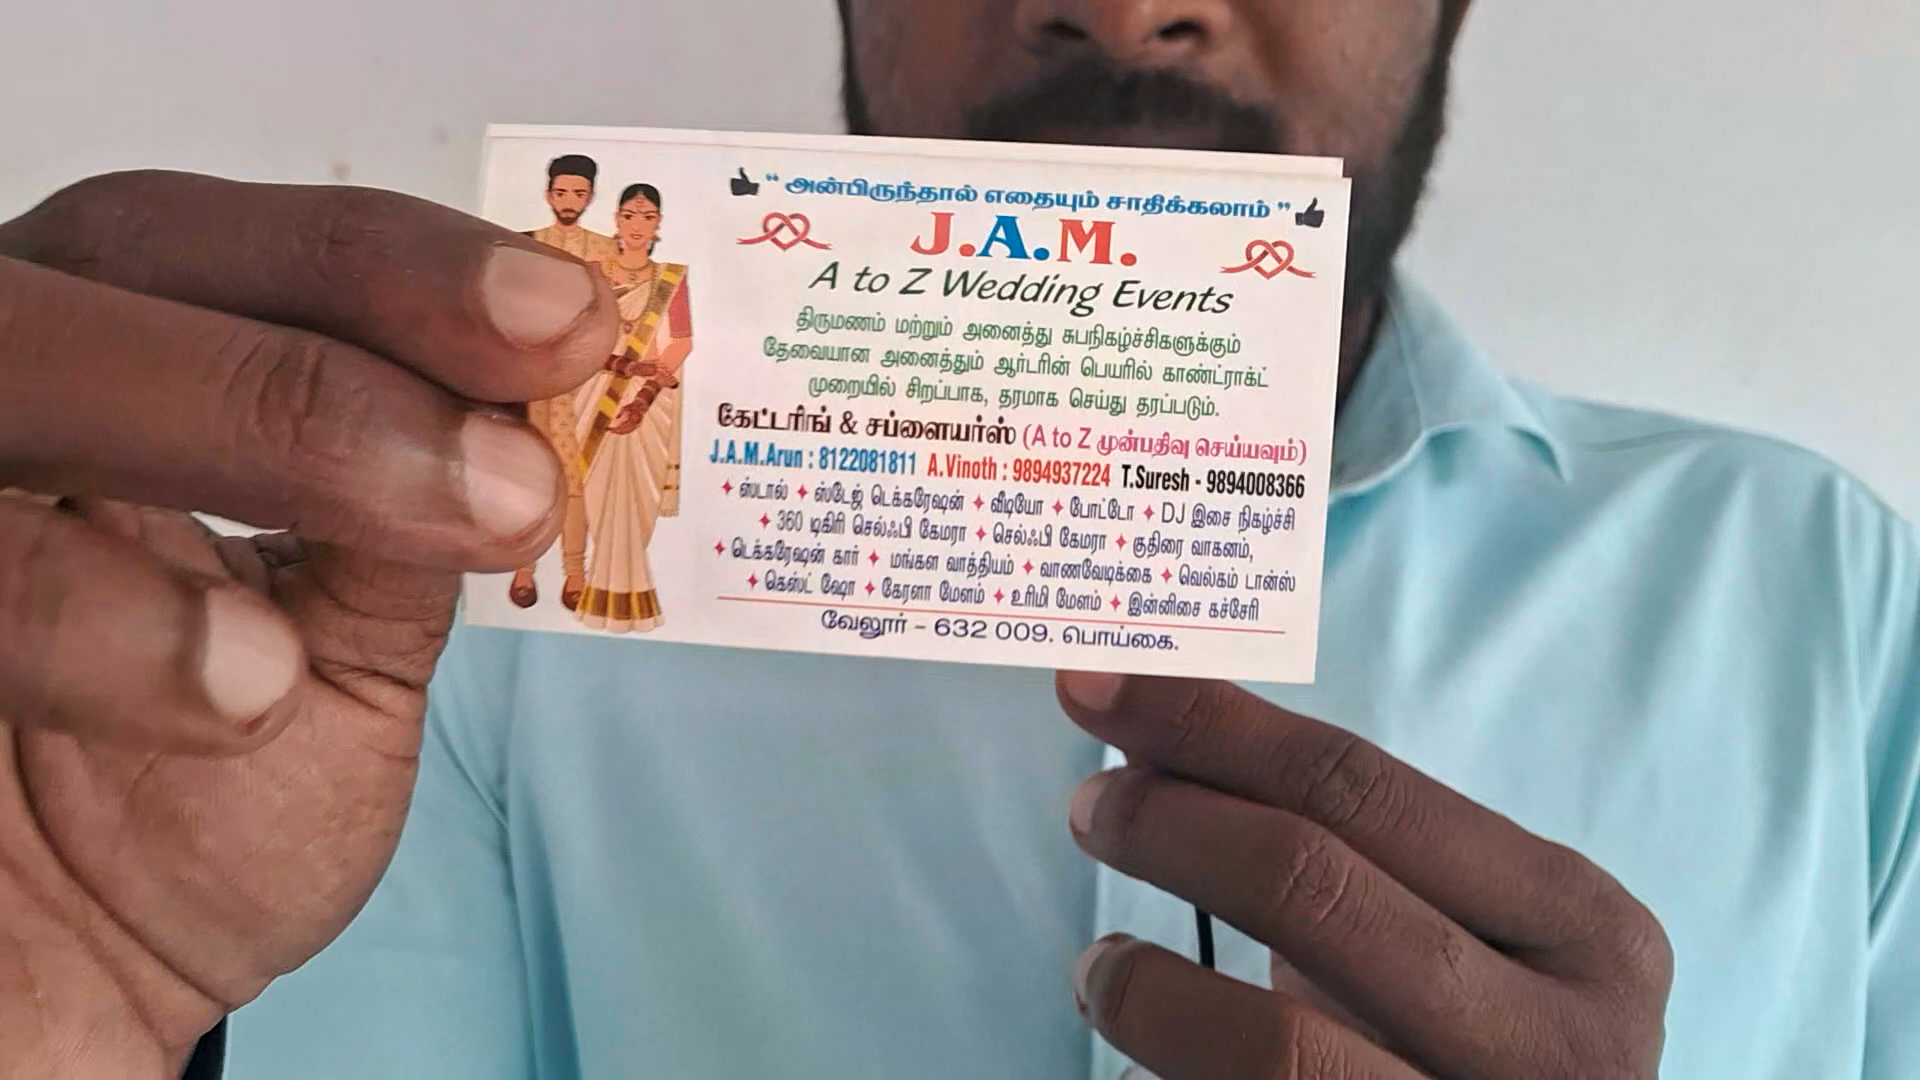 “ அன்பிருந்தால் எதையும் சாதிக்கலாம் ”
J.A.M.
A to Z Wedding Events
திருமணம் மற்றும் அனைத்து சுபநிகழ்ச்சிகளுக்கும்
தேவையான அனைத்தும் ஆர்டரின் பெயரில் காண்ட்ராக்ட்
முறையில் சிறப்பாக, தரமாக செய்து தரப்படும்.
கேட்டரிங் & சப்ளையர்ஸ் (A to Z முன்பதிவு செய்யவும்)
J.A.M.Arun : 8122081811 A.Vinoth : 9894937224 T.Suresh - 9894008366
✦ ஸ்டால் ✦ ஸ்டேஜ் டெக்கரேஷன் ✦ வீடியோ ✦ போட்டோ ✦ DJ இசை நிகழ்ச்சி
✦ 360 டிகிரி செல்ஃபி கேமரா ✦ செல்ஃபி கேமரா ✦ குதிரை வாகனம்,
✦ டெக்கரேஷன் கார் ✦ மங்கள வாத்தியம் ✦ வாணவேடிக்கை ✦ வெல்கம் டான்ஸ்
✦ கெஸ்ட் ஷோ ✦ கேரளா மேளம் ✦ உரிமி மேளம் ✦ இன்னிசை கச்சேரி
வேலூர் - 632 009. பொய்கை.